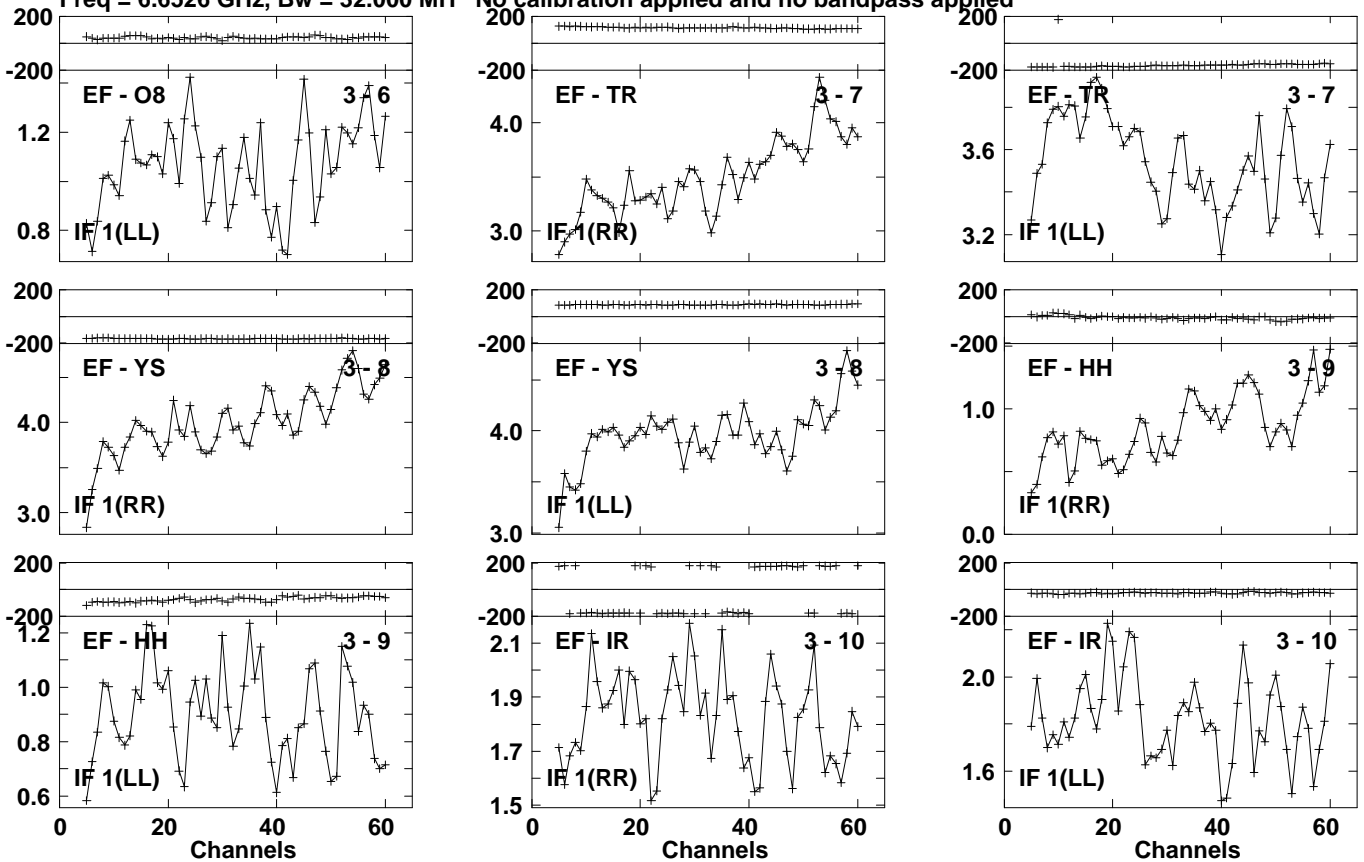 Freq = 6.6526 GHz, Bw = 32.000 MH No calibration applied and no bandpass applied
200
-200
EF - O8
3 - 6
1.2
0.8
IF 1(LL)
200
-200
EF - TR
3 - 7
4.0
3.0
IF 1(RR)
200
-200
EF - TR
3 - 7
3.6
3.2
IF 1(LL)
200
-200
EF - YS
3 - 8
4.0
3.0
IF 1(RR)
200
-200
EF - YS
3 - 8
4.0
3.0
IF 1(LL)
200
-200
EF - HH
3 - 9
1.0
0.0
IF 1(RR)
200
-200
EF - HH
3 - 9
1.2
1.0
0.8
0.6
IF 1(LL)
0 20 40 60
Channels
200
-200
EF - IR
3 - 10
2.1
1.9
1.7
1.5
IF 1(RR)
0 20 40 60
Channels
200
-200
EF - IR
3 - 10
2.0
1.6
IF 1(LL)
0 20 40 60
Channels